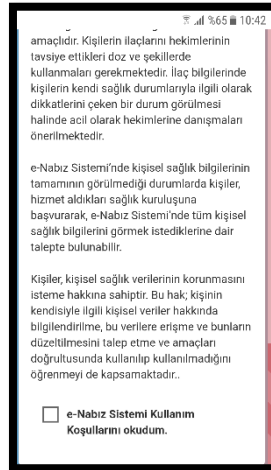 %65 10:42
amaçlıdır. Kişilerin ilaçlarını hekimlerinin
tavsiye ettikleri doz ve şekillerde
kullanmaları gerekmektedir. İlaç bilgilerinde
kişilerin kendi sağlık durumlarıyla ilgili olarak
dikkatlerini çeken bir durum görülmesi
halinde acil olarak hekimlerine danışmaları
önerilmektedir.
e-Nabız Sistemi'nde kişisel sağlık bilgilerinin
tamamının görülmediği durumlarda kişiler,
hizmet aldıkları sağlık kuruluşuna
başvurarak, e-Nabız Sistemi'nde tüm kişisel
sağlık bilgilerini görmek istediklerine dair
talepte bulunabilir.
Kişiler, kişisel sağlık verilerinin korunmasını
isteme hakkına sahiptir. Bu hak; kişinin
kendisiyle ilgili kişisel veriler hakkında
bilgilendirilme, bu verilere erişme ve bunların
düzeltilmesini talep etme ve amaçları
doğrultusunda kullanılıp kullanılmadığını
öğrenmeyi de kapsamaktadır..
e-Nabız Sistemi Kullanım
Koşullarını okudum.